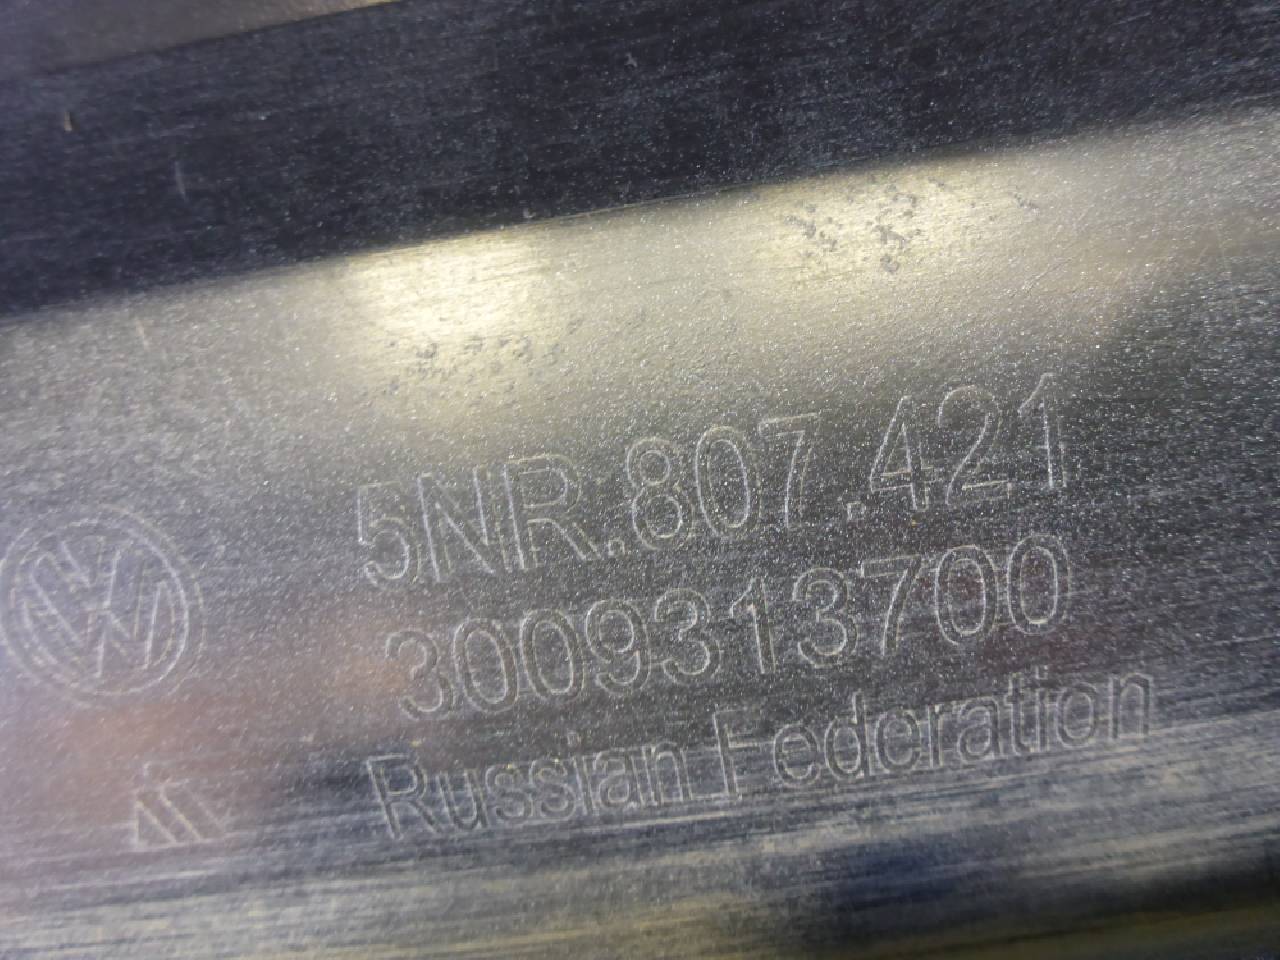 5NR.807.421
3009313700
Russian Federation